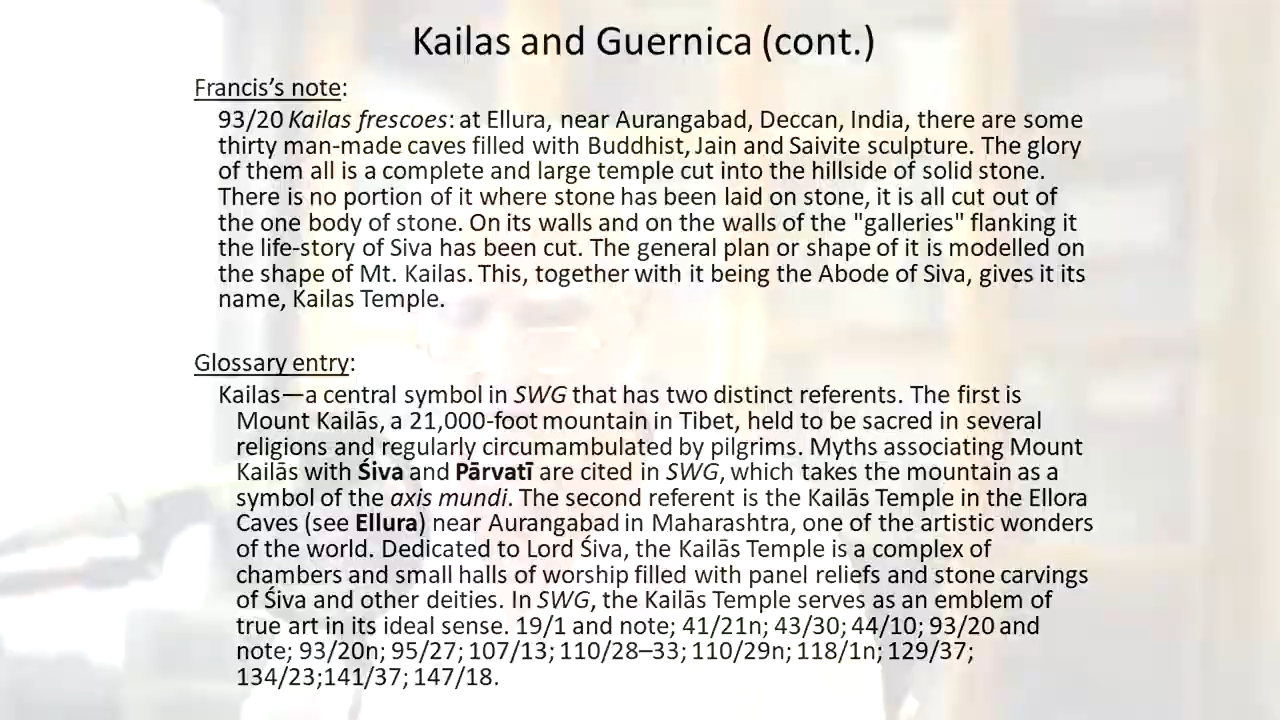 Kailas and Guernica (cont.)
Francis’s note:
93/20 Kailas frescoes: at Ellura, near Aurangabad, Deccan, India, there are some
thirty man-made caves filled with Buddhist, Jain and Saivite sculpture. The glory
of them all is a complete and large temple cut into the hillside of solid stone.
There is no portion of it where stone has been laid on stone, it is all cut out of
the one body of stone. On its walls and on the walls of the "galleries" flanking it
the life-story of Siva has been cut. The general plan or shape of it is modelled on
the shape of Mt. Kailas. This, together with it being the Abode of Siva, gives it its
name, Kailas Temple.
Glossary entry:
Kailas—a central symbol in SWG that has two distinct referents. The first is
Mount Kailās, a 21,000-foot mountain in Tibet, held to be sacred in several
religions and regularly circumambulated by pilgrims. Myths associating Mount
Kailās with Śiva and Pārvatī are cited in SWG, which takes the mountain as a
symbol of the axis mundi. The second referent is the Kailās Temple in the Ellora
Caves (see Ellura) near Aurangabad in Maharashtra, one of the artistic wonders
of the world. Dedicated to Lord Śiva, the Kailās Temple is a complex of
chambers and small halls of worship filled with panel reliefs and stone carvings
of Śiva and other deities. In SWG, the Kailās Temple serves as an emblem of
true art in its ideal sense. 19/1 and note; 41/21n; 43/30; 44/10; 93/20 and
note; 93/20n; 95/27; 107/13; 110/28–33; 110/29n; 118/1n; 129/37;
134/23;141/37; 147/18.